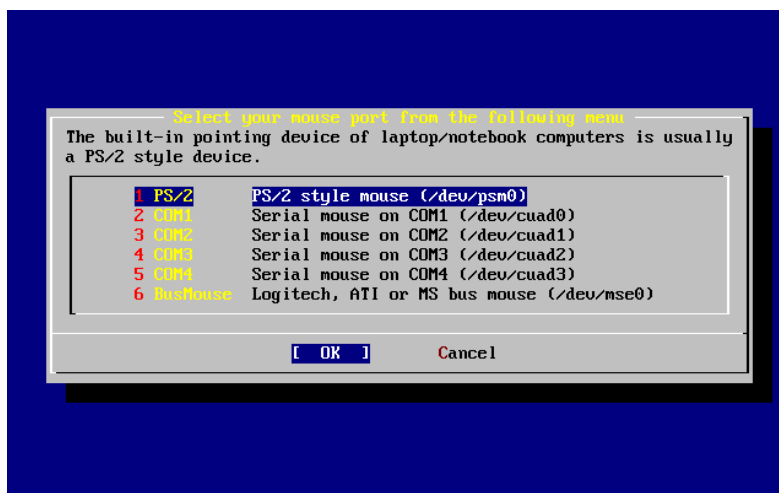 Select your mouse port from the following menu
The built-in pointing device of laptop/notebook computers is usually
a PS/2 style device.
1 PS/2 PS/2 style mouse (/dev/psm0)
2 COM1 Serial mouse on COM1 (/dev/cuad0)
3 COM2 Serial mouse on COM2 (/dev/cuad1)
4 COM3 Serial mouse on COM3 (/dev/cuad2)
5 COM4 Serial mouse on COM4 (/dev/cuad3)
6 BusMouse Logitech, ATI or MS bus mouse (/dev/mse0)
[ OK ] Cancel